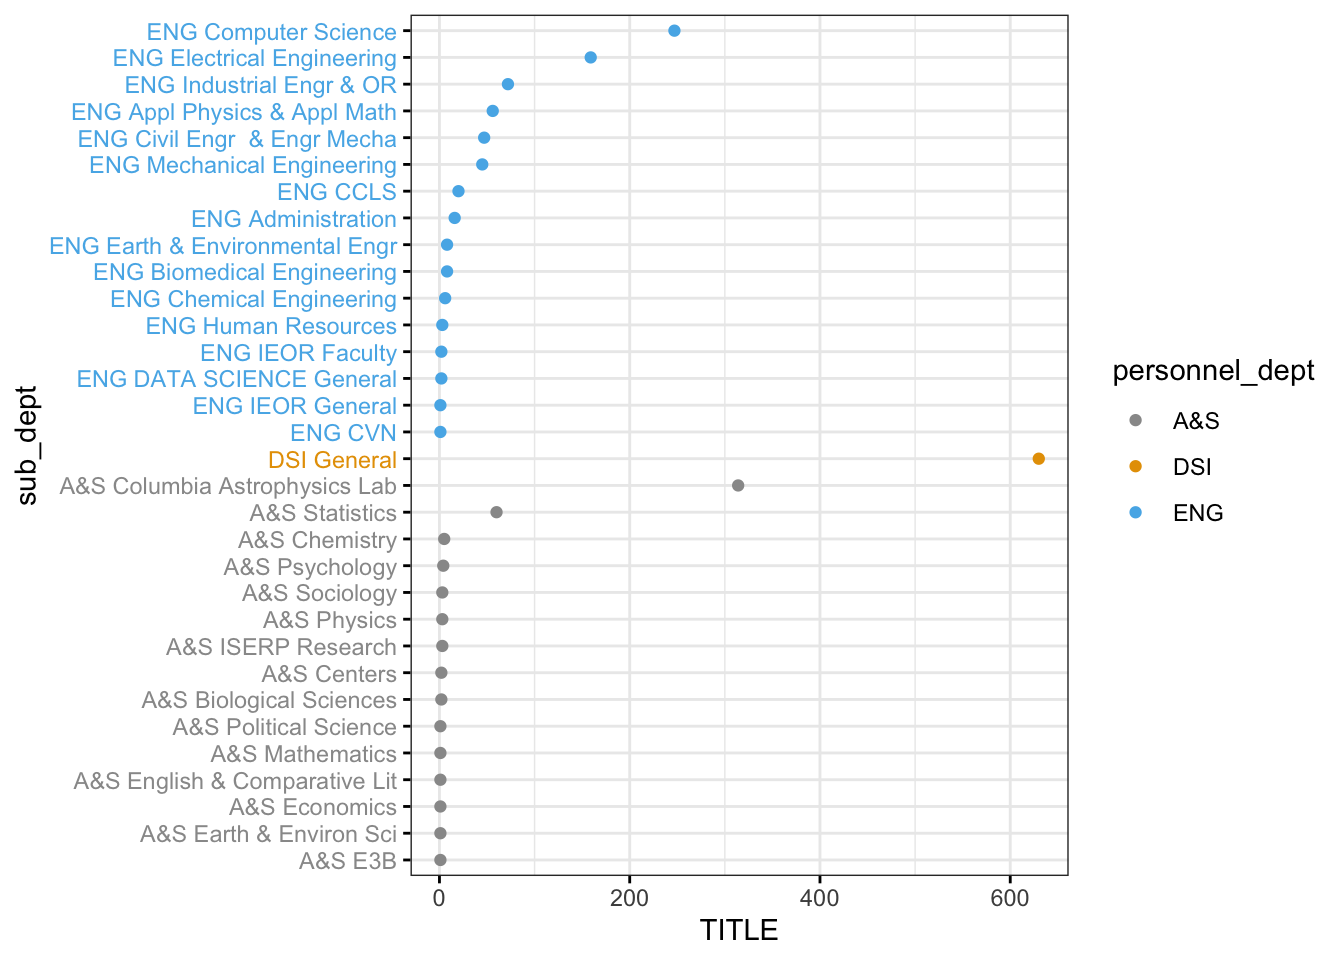 ENG Computer Science
ENG Electrical Engineering
ENG Industrial Engr & OR
ENG Appl Physics & Appl Math
ENG Civil Engr  & Engr Mecha
ENG Mechanical Engineering
ENG CCLS
ENG Administration
ENG Earth & Environmental Engr
ENG Biomedical Engineering
ENG Chemical Engineering
ENG Human Resources
ENG IEOR Faculty
ENG DATA SCIENCE General
ENG IEOR General
ENG CVN
DSI General
A&S Columbia Astrophysics Lab
A&S Statistics
A&S Chemistry
A&S Psychology
A&S Sociology
A&S Physics
A&S ISERP Research
A&S Centers
A&S Biological Sciences
A&S Political Science
A&S Mathematics
A&S English & Comparative Lit
A&S Economics
A&S Earth & Environ Sci
A&S E3B
sub_dept
0 200 400 600
TITLE
personnel_dept
A&S
DSI
ENG